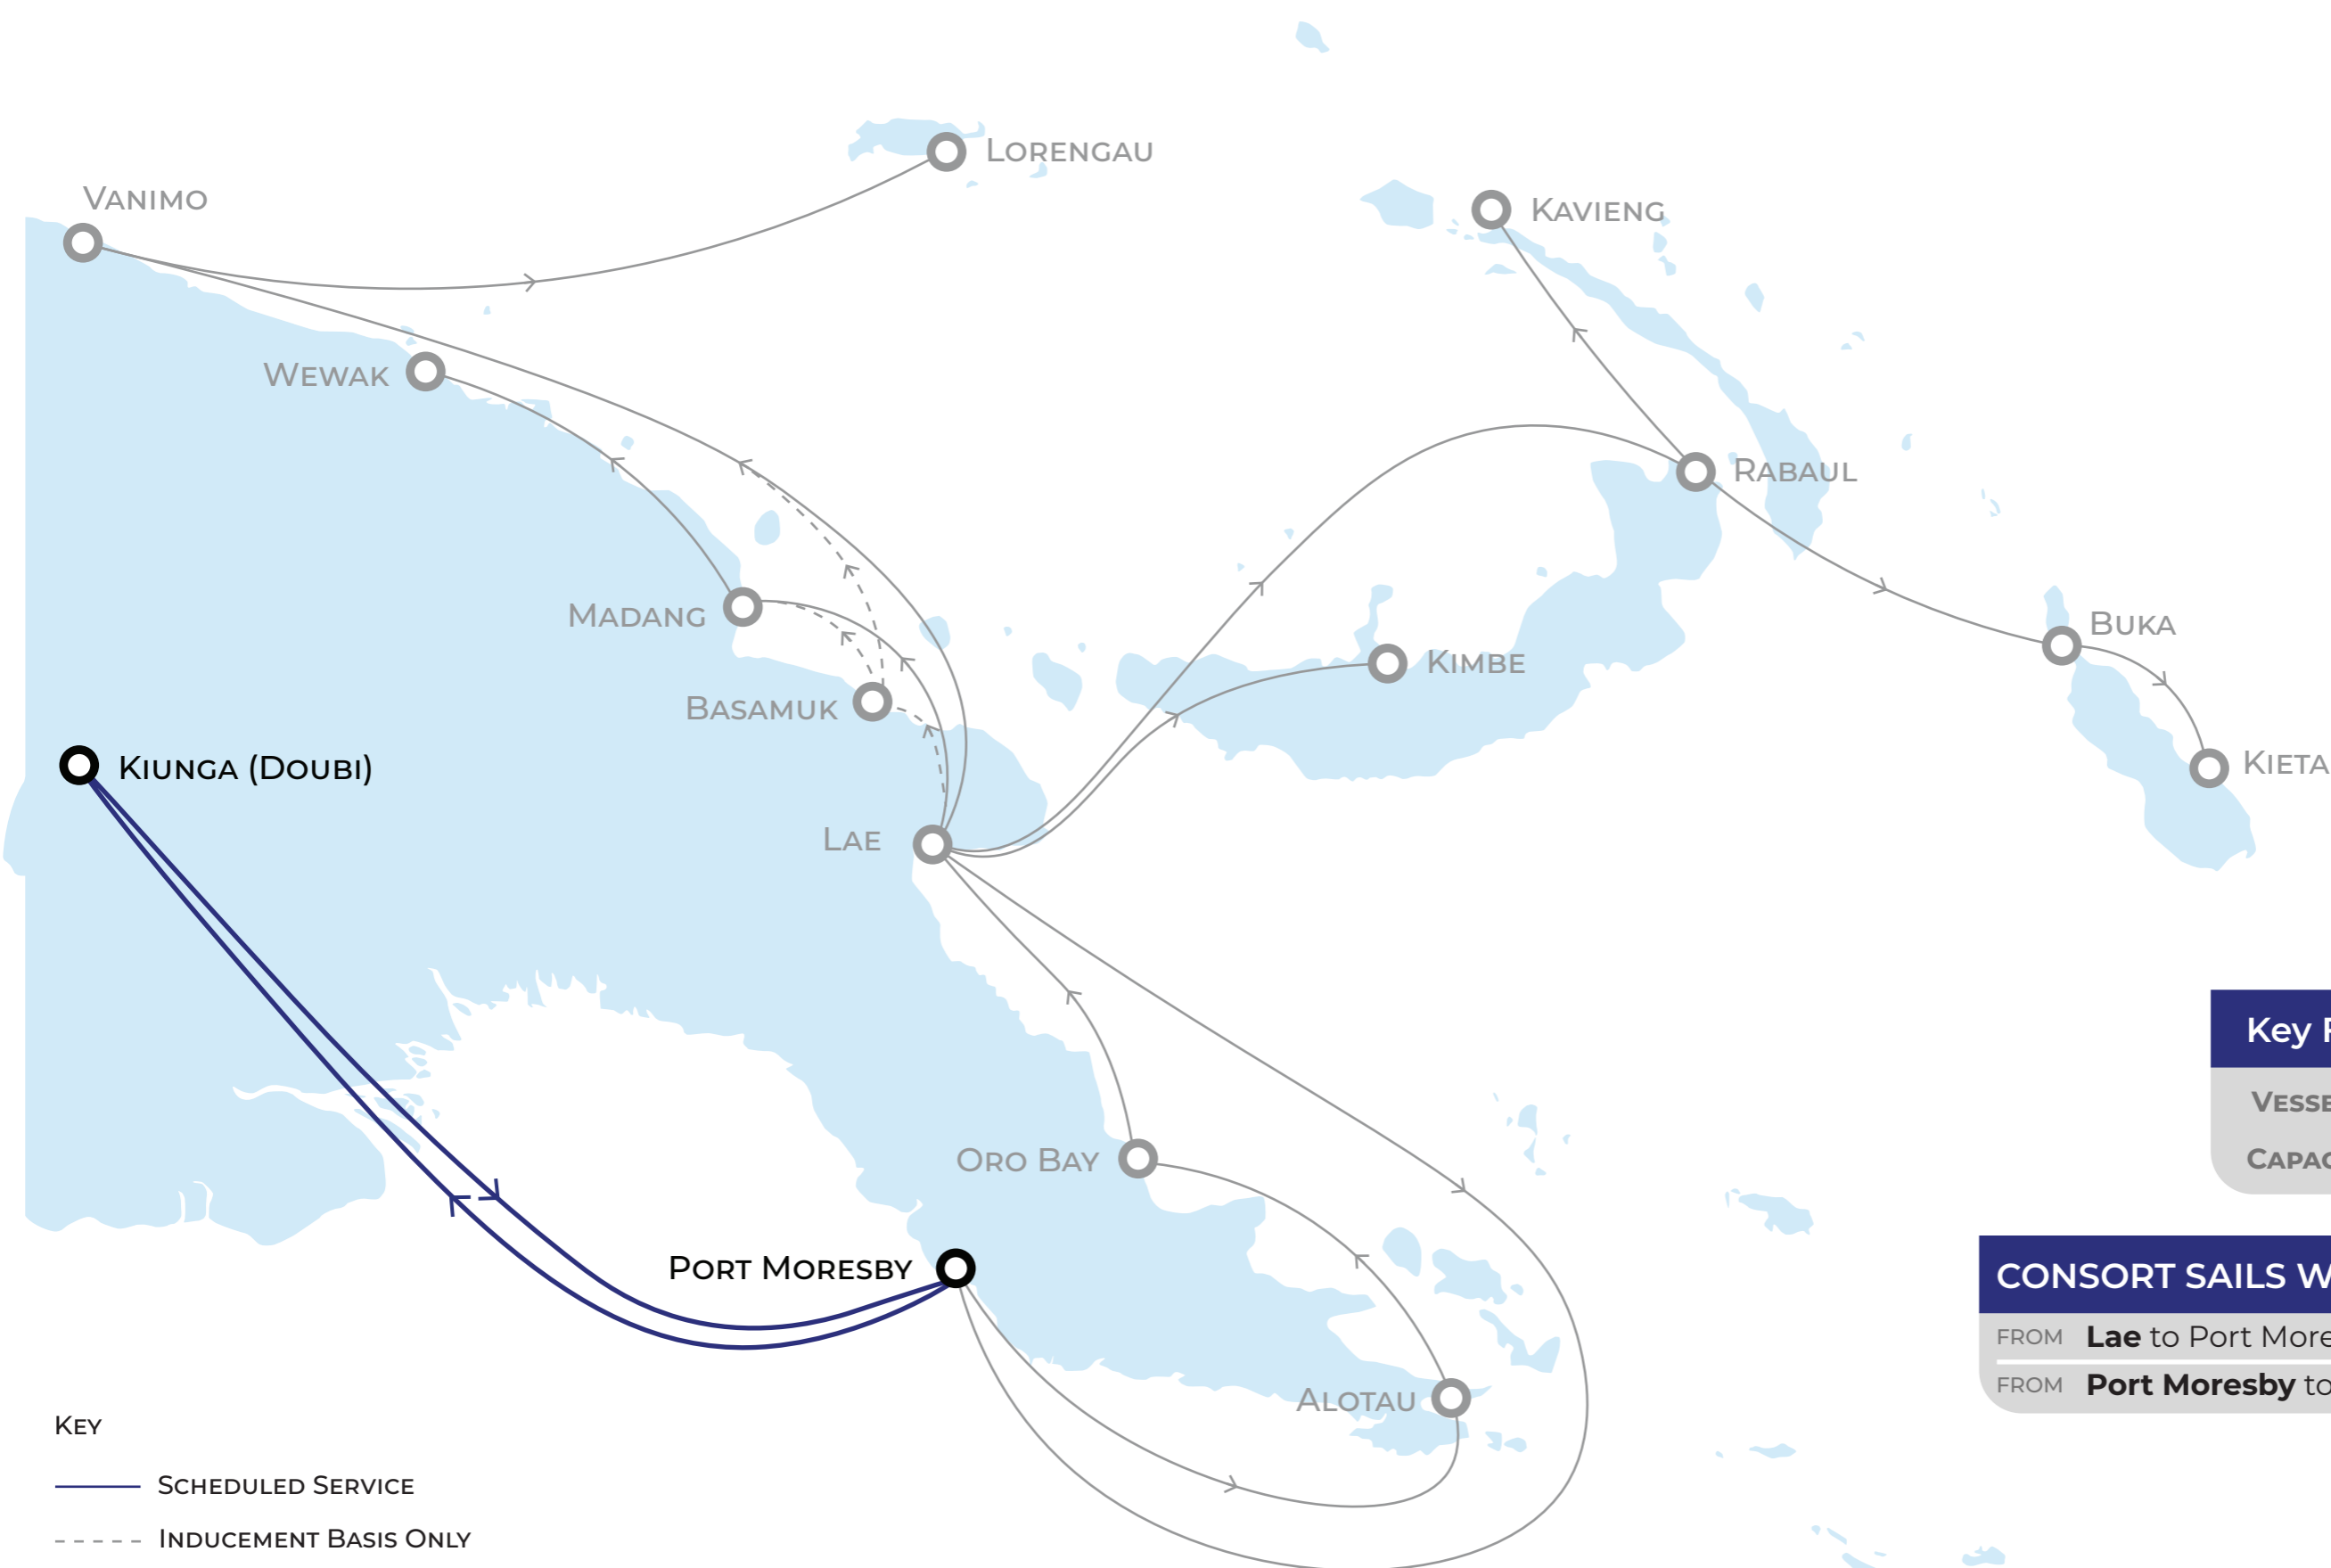 Lorengau
Vanimo
Kavieng
Wewak
Rabaul
Madang
Buka
Kimbe
Basamuk
Kieta
Kiunga (Doubi)
Lae
Key
Vesse
Capac
Oro Bay
Port Moresby
CONSORT SAILS W
FROM Lae to Port More
FROM Port Moresby to
Alotau
Key
Scheduled Service
Inducement Basis Only